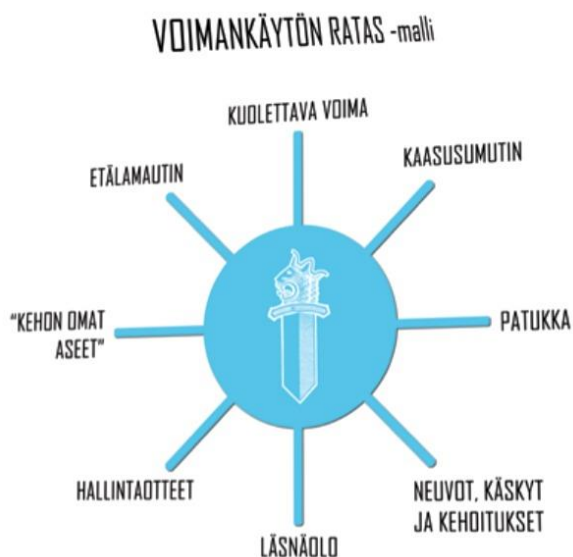 VOIMANKÄYTÖN RATAS -malli
KUOLETTAVA VOIMA
KAASUSUMUTIN
ETÄLAMAUTIN
PATUKKA
"KEHON OMAT
ASEET"
HALLINTAOTTEET
NEUVOT, KÄSKYT
JA KEHOITUKSET
LÄSNÄOLO